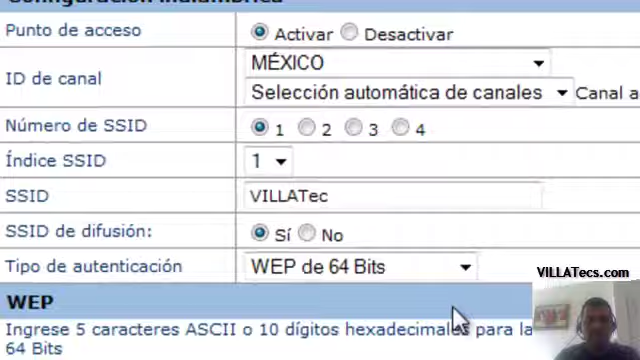 Configuración inalámbrica
Punto de acceso
Activar Desactivar
ID de canal
MÉXICO
Selección automática de canales Canal a
Número de SSID
1 2 3 4
Índice SSID
1
SSID
VILLATec
SSID de difusión:
Sí No
Tipo de autenticación
WEP de 64 Bits
VILLATecs.com
WEP
Ingrese 5 caracteres ASCII o 10 dígitos hexadecimales para la
64 Bits